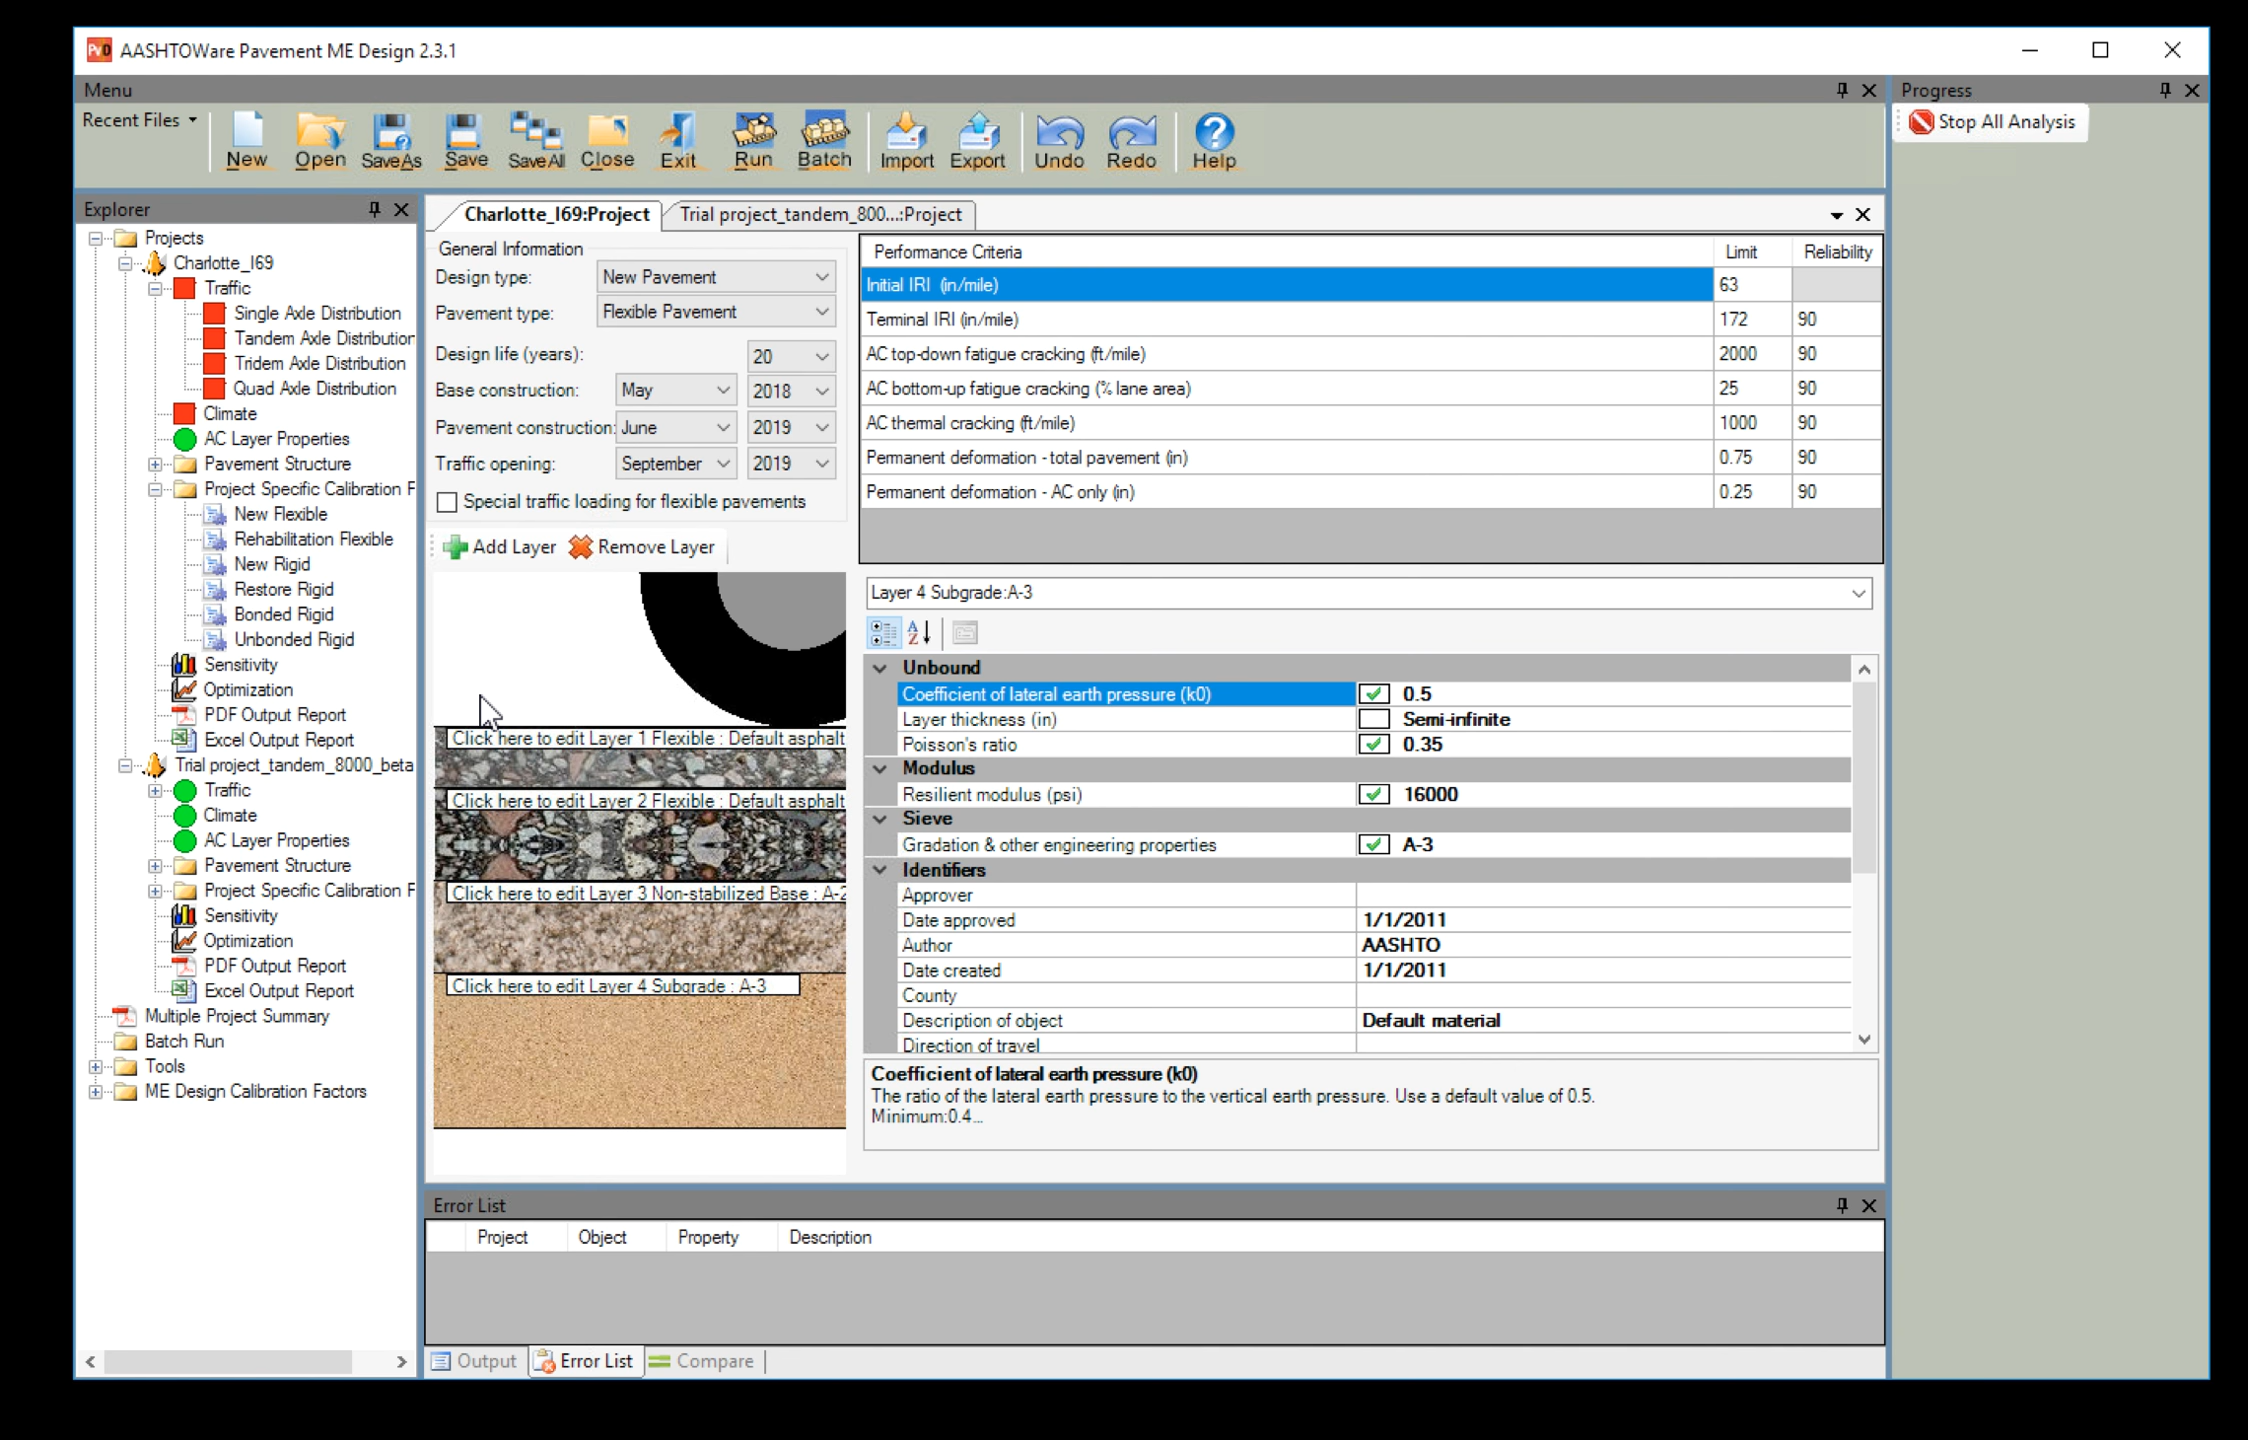 AASHTOWare Pavement ME Design 2.3.1
Menu
Recent Files
New
Open
SaveAs
Save
SaveAll
Close
Exit
Run
Batch
Import
Export
Undo
Redo
Help
Progress
Stop All Analysis
Explorer
Projects
Charlotte_I69
Traffic
Single Axle Distribution
Tandem Axle Distribution
Tridem Axle Distribution
Quad Axle Distribution
Climate
AC Layer Properties
Pavement Structure
Project Specific Calibration F
New Flexible
Rehabilitation Flexible
New Rigid
Restore Rigid
Bonded Rigid
Unbonded Rigid
Sensitivity
Optimization
PDF Output Report
Excel Output Report
Trial project_tandem_8000_beta
Traffic
Climate
AC Layer Properties
Pavement Structure
Project Specific Calibration F
Sensitivity
Optimization
PDF Output Report
Excel Output Report
Multiple Project Summary
Batch Run
Tools
ME Design Calibration Factors
Charlotte_I69:Project
Trial project_tandem_800...:Project
General Information
Design type: New Pavement
Pavement type: Flexible Pavement
Design life (years): 20
Base construction: May 2018
Pavement construction: June 2019
Traffic opening: September 2019
Special traffic loading for flexible pavements
Add Layer Remove Layer
Click here to edit Layer 1 Flexible : Default asphalt
Click here to edit Layer 2 Flexible : Default asphalt
Click here to edit Layer 3 Non-stabilized Base : A-2
Click here to edit Layer 4 Subgrade : A-3
Performance Criteria Limit Reliability
Initial IRI (in/mile) 63
Terminal IRI (in/mile) 172 90
AC top-down fatigue cracking (ft/mile) 2000 90
AC bottom-up fatigue cracking (% lane area) 25 90
AC thermal cracking (ft/mile) 1000 90
Permanent deformation - total pavement (in) 0.75 90
Permanent deformation - AC only (in) 0.25 90
Layer 4 Subgrade:A-3
Unbound
Coefficient of lateral earth pressure (k0) 0.5
Layer thickness (in) Semi-infinite
Poisson's ratio 0.35
Modulus
Resilient modulus (psi) 16000
Sieve
Gradation & other engineering properties A-3
Identifiers
Approver
Date approved 1/1/2011
Author AASHTO
Date created 1/1/2011
County
Description of object Default material
Direction of travel
Coefficient of lateral earth pressure (k0)
The ratio of the lateral earth pressure to the vertical earth pressure. Use a default value of 0.5.
Minimum:0.4...
Error List
Project Object Property Description
Output Error List Compare